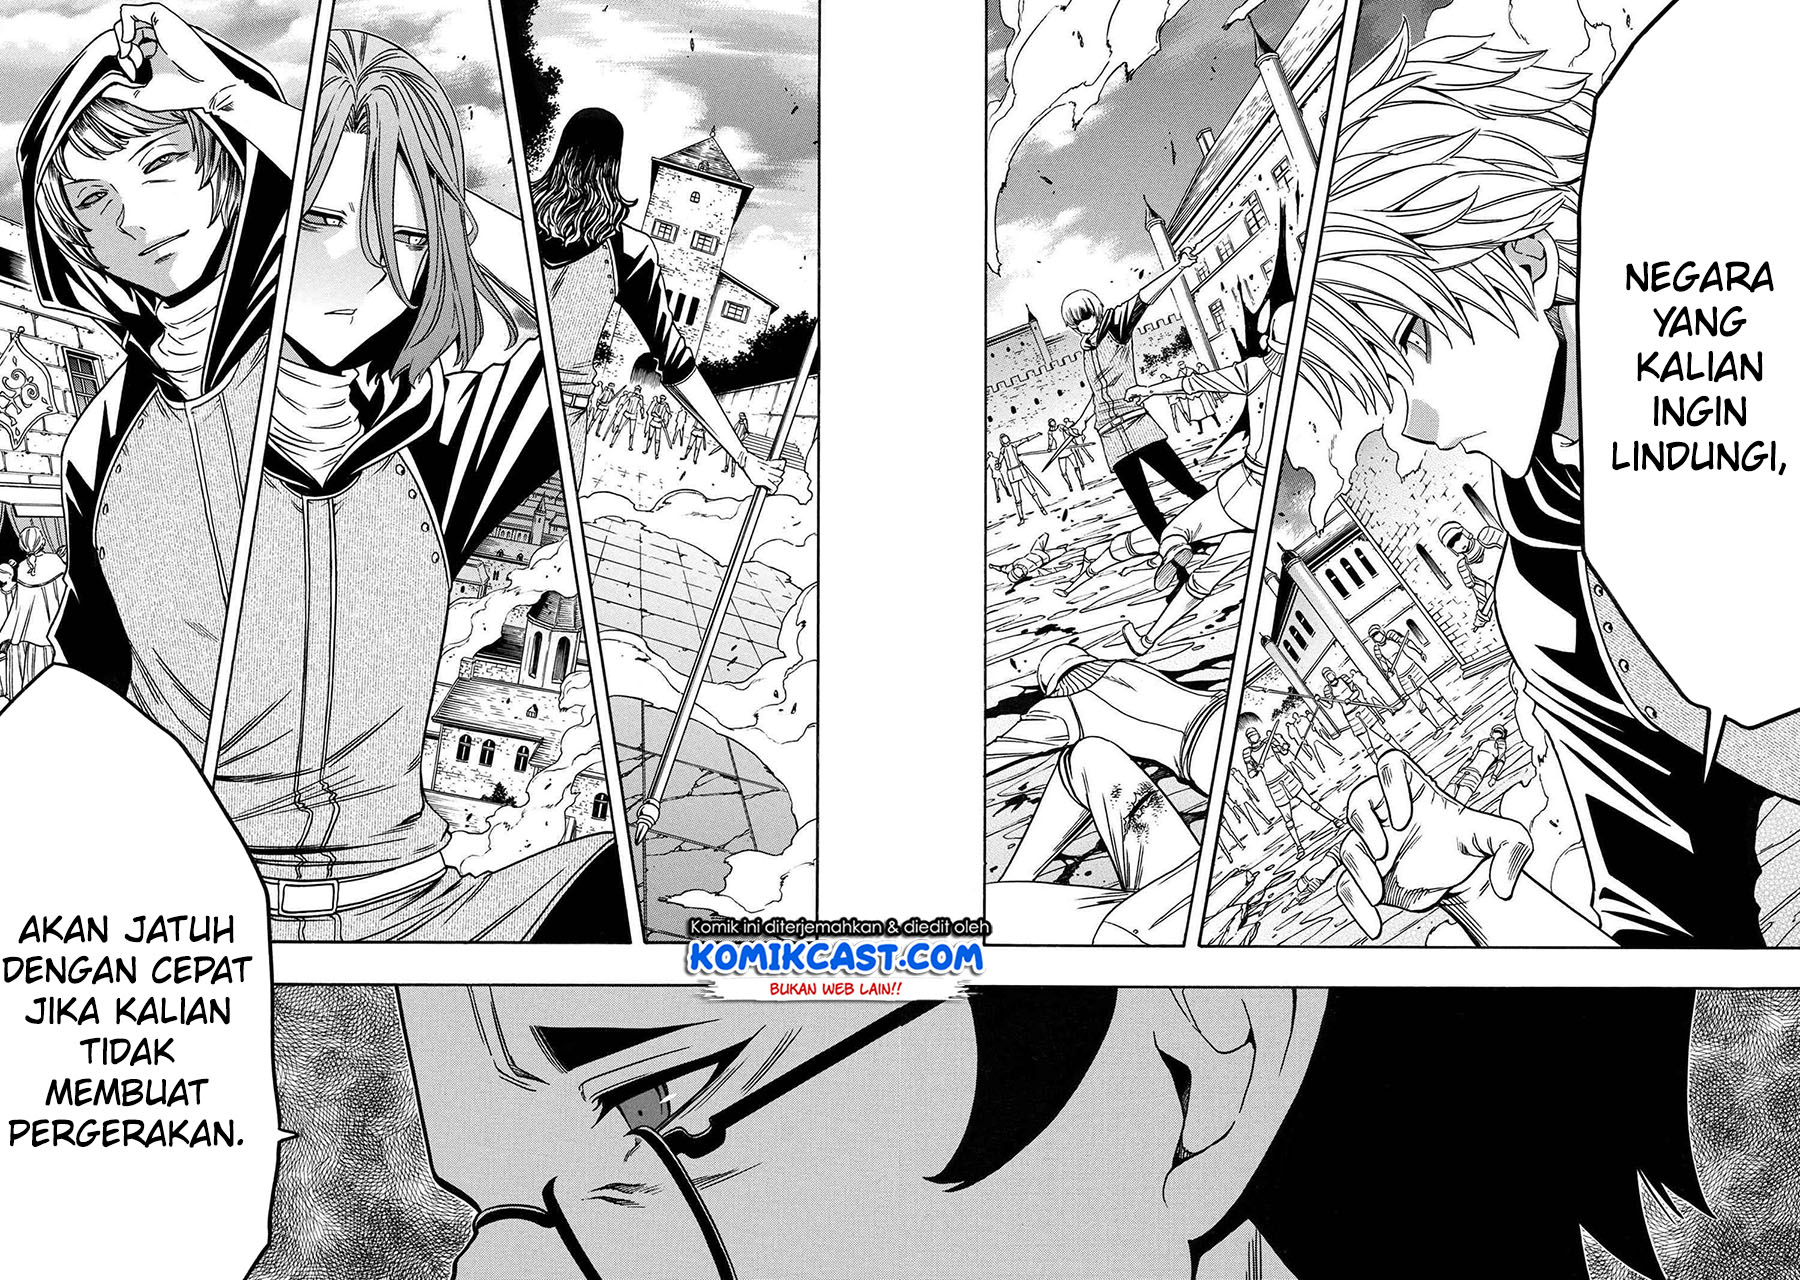 NEGARA
YANG
KALIAN
INGIN
LINDUNGI,
AKAN JATUH
DENGAN CEPAT
JIKA KALIAN
TIDAK
MEMBUAT
PERGERAKAN.
Komik ini diterjemahkan & diedit oleh
KOMIKCAST.COM
BUKAN WEB LAIN!!